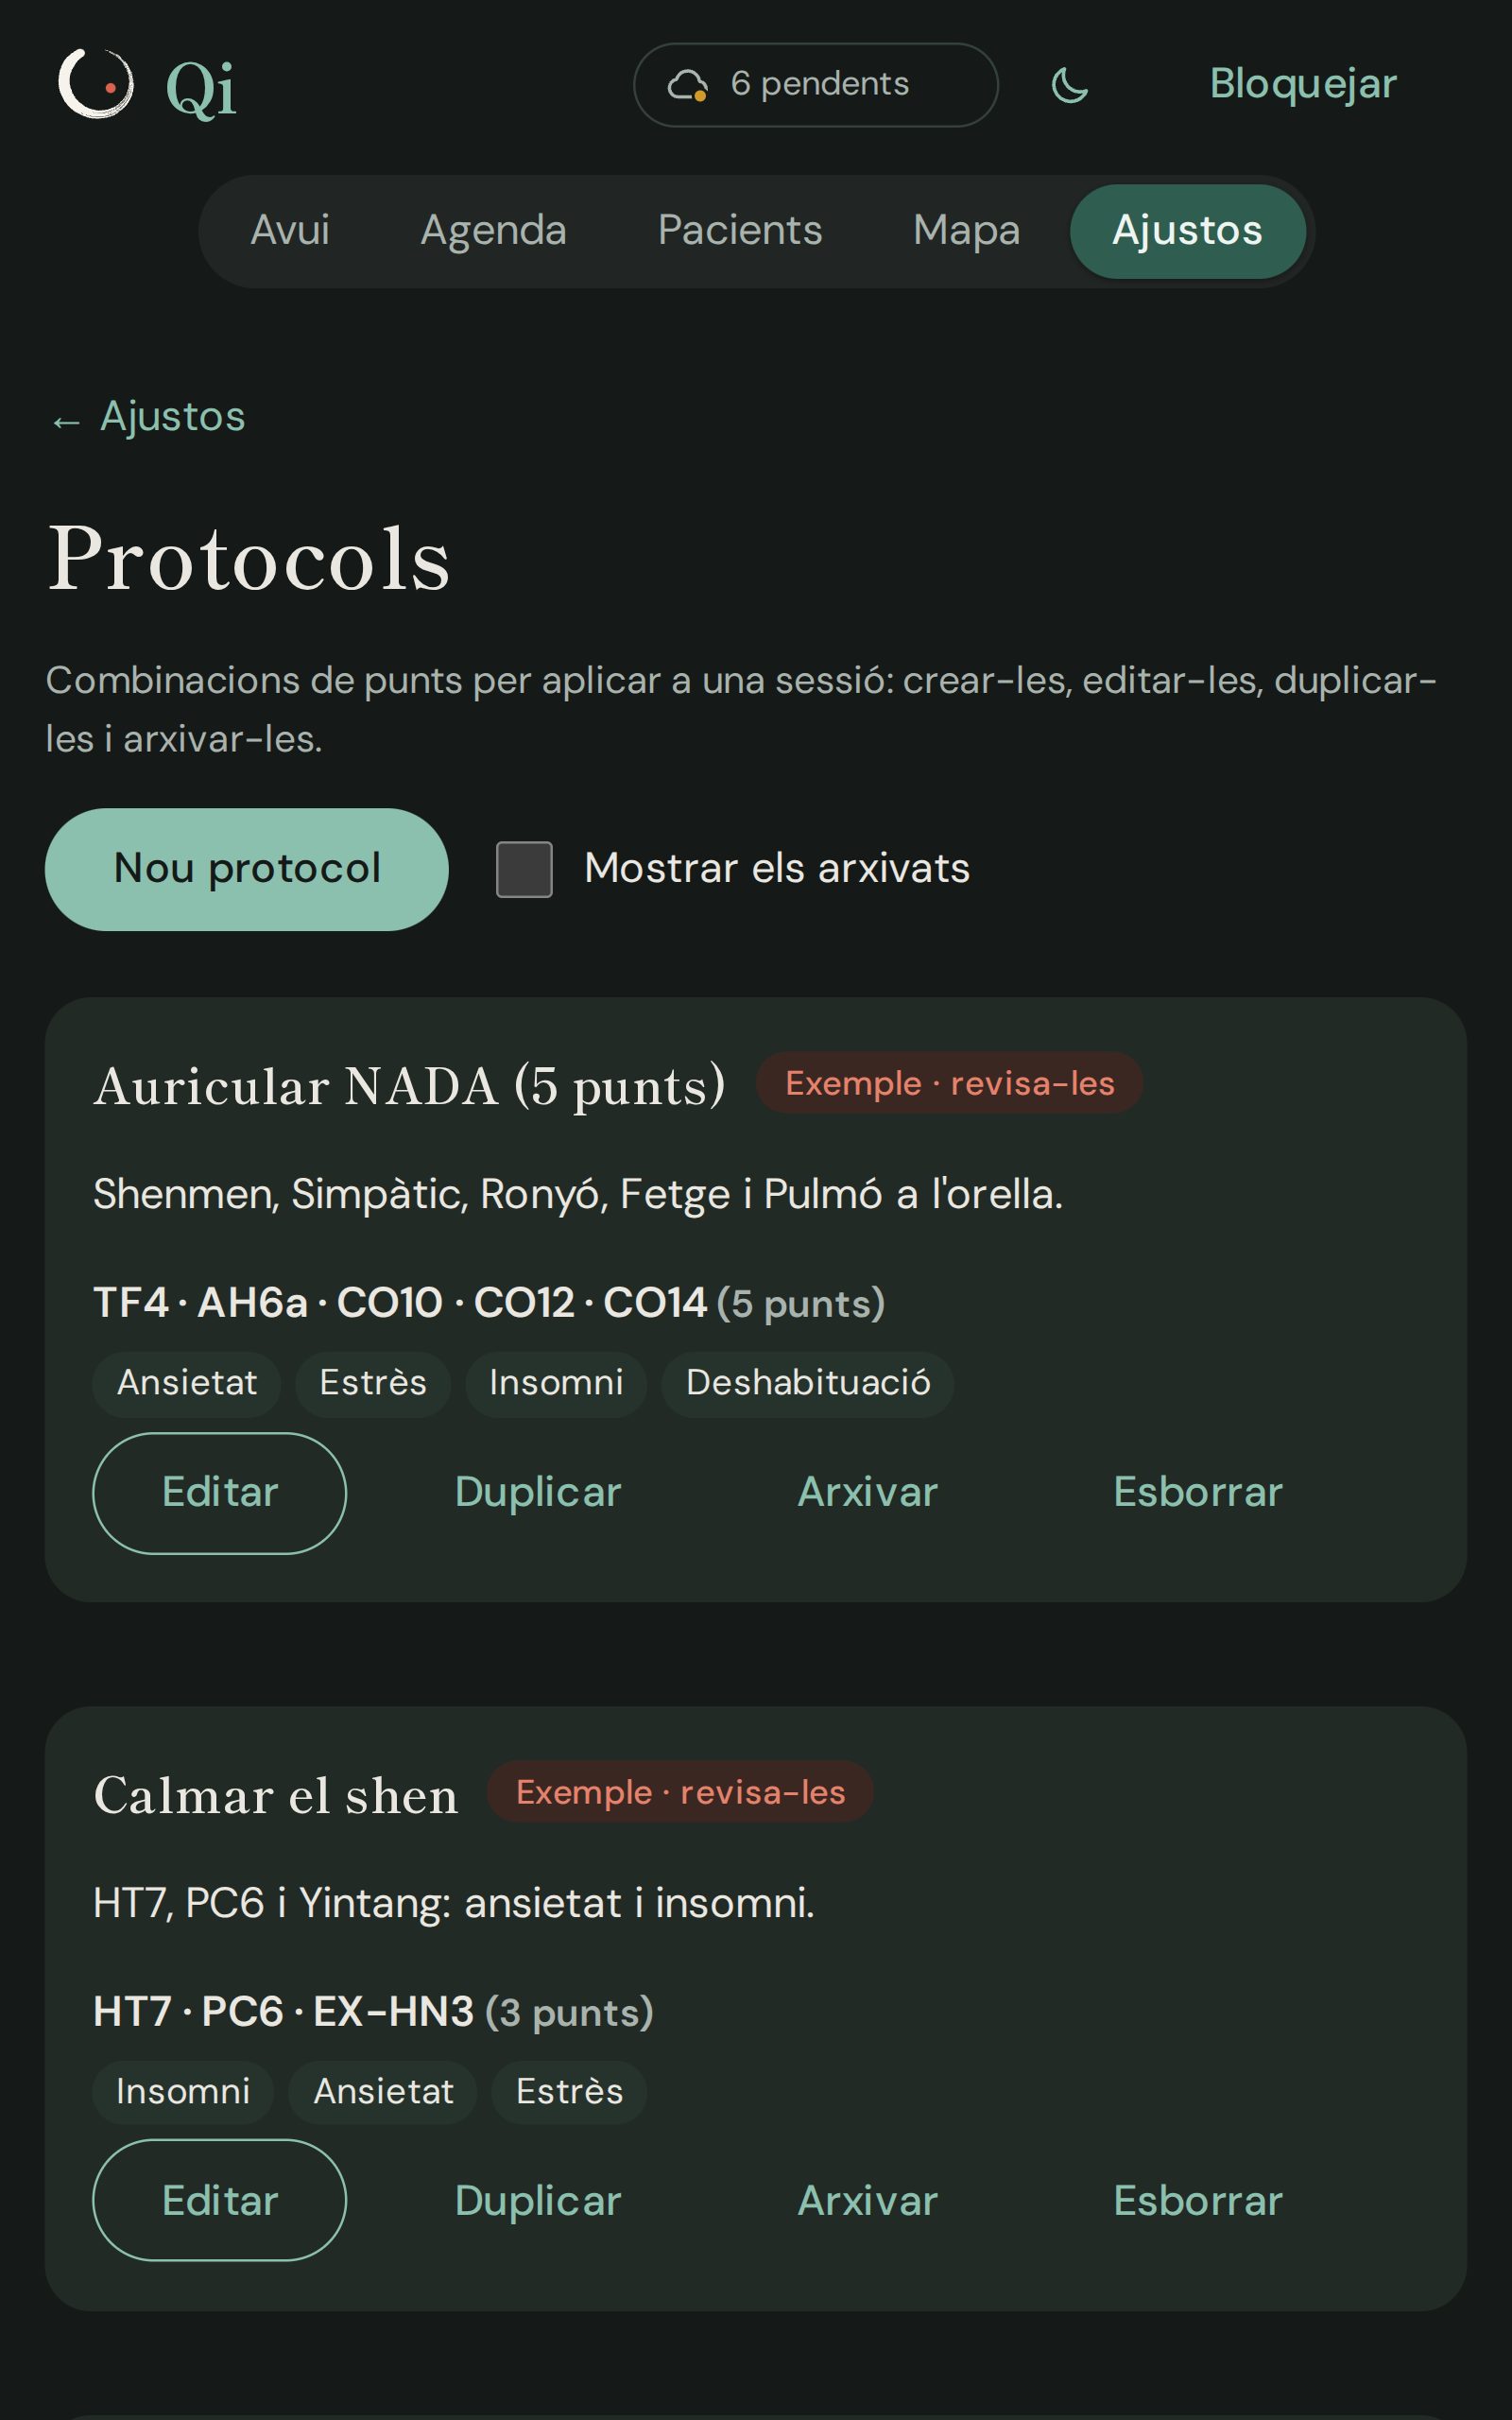 Qi
6 pendents
Bloquejar
Avui
Agenda
Pacients
Mapa
Ajustos
← Ajustos
Protocols
Combinacions de punts per aplicar a una sessió: crear-les, editar-les, duplicar-
les i arxivar-les.
Nou protocol
Mostrar els arxivats
Auricular NADA (5 punts)
Exemple · revisa-les
Shenmen, Simpàtic, Ronyó, Fetge i Pulmó a l'orella.
TF4 · AH6a · CO10 · CO12 · CO14 (5 punts)
Ansietat
Estrès
Insomni
Deshabituació
Editar
Duplicar
Arxivar
Esborrar
Calmar el shen
Exemple · revisa-les
HT7, PC6 i Yintang: ansietat i insomni.
HT7 · PC6 · EX-HN3 (3 punts)
Insomni
Ansietat
Estrès
Editar
Duplicar
Arxivar
Esborrar